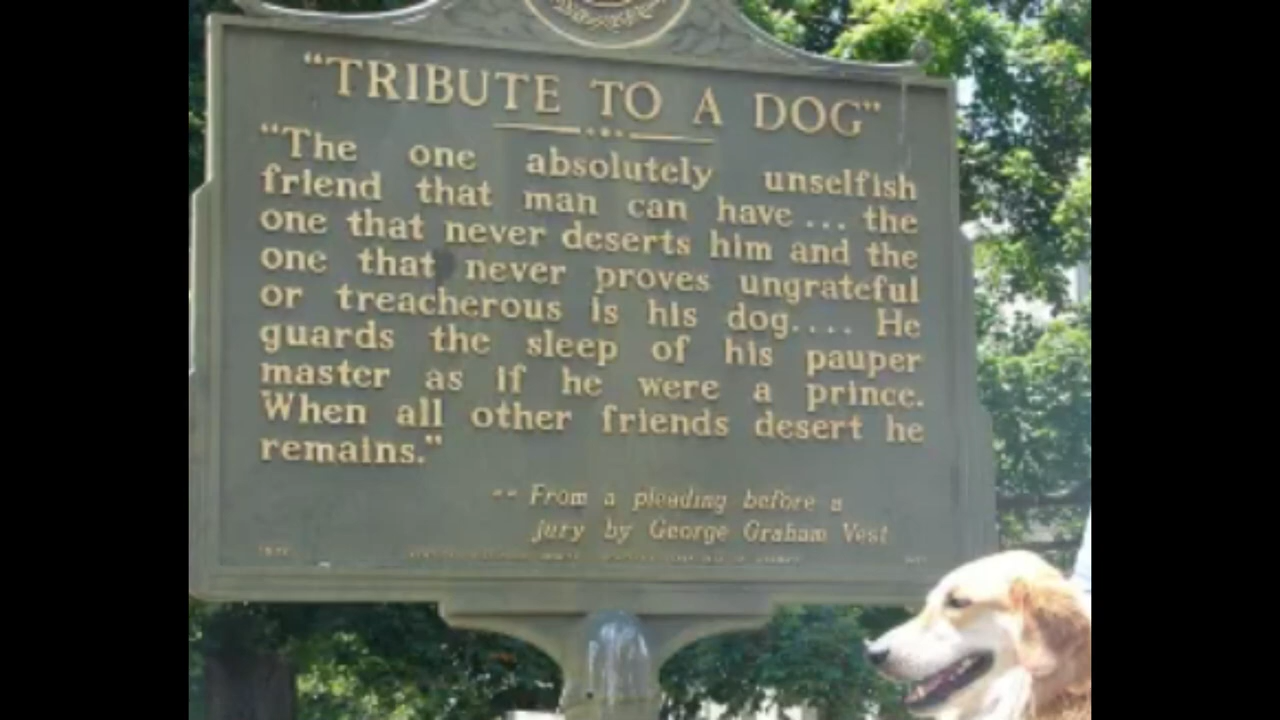 "TRIBUTE TO A DOG"
"The one absolutely unselfish
friend that man can have... the
one that never deserts him and the
one that never proves ungrateful
or treacherous is his dog.... He
guards the sleep of his pauper
master as if he were a prince.
When all other friends desert he
remains."
-- From a pleading before a
jury by George Graham Vest